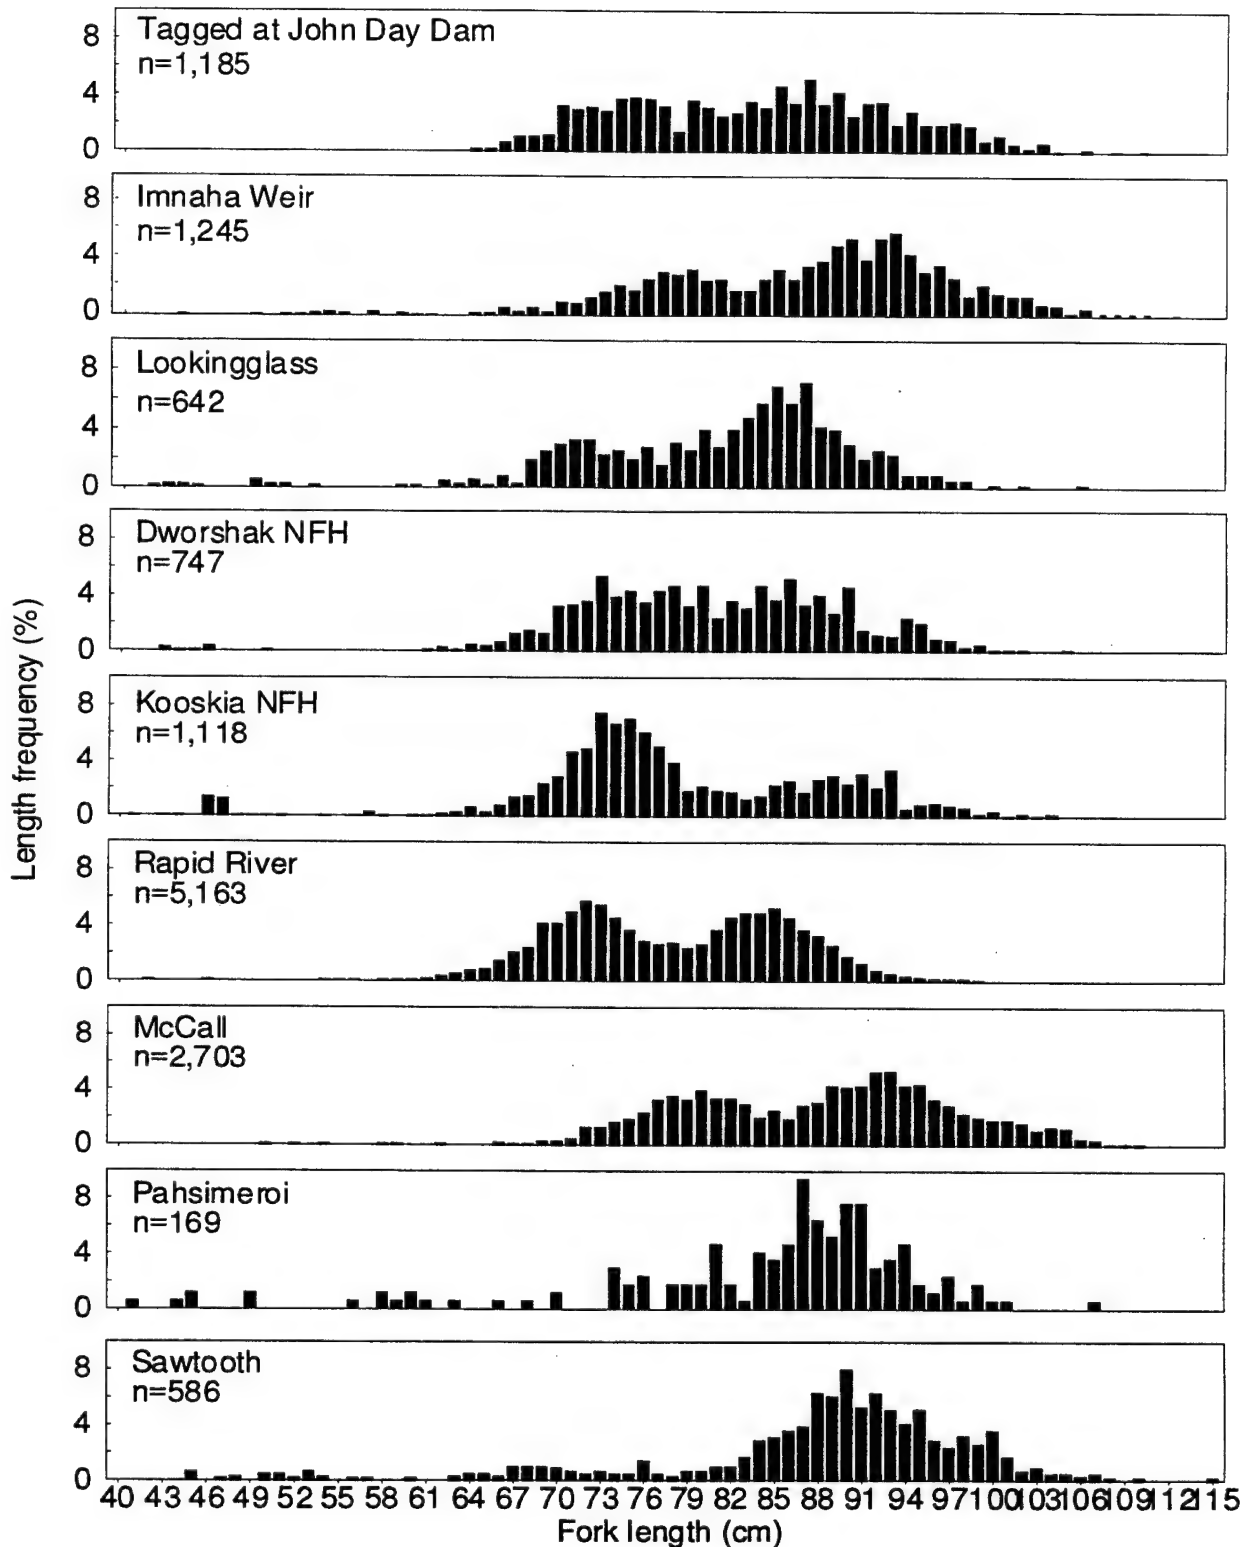 Length frequency (%)
8
4
0
Tagged at John Day Dam
n=1,185
8
4
0
Imnaha Weir
n=1,245
8
4
0
Lookingglass
n=642
8
4
0
Dworshak NFH
n=747
8
4
0
Kooskia NFH
n=1,118
8
4
0
Rapid River
n=5,163
8
4
0
McCall
n=2,703
8
4
0
Pahsimeroi
n=169
8
4
0
Sawtooth
n=586
40 43 46 49 52 55 58 61 64 67 70 73 76 79 82 85 88 91 94 97 100 103 106 109 112 115
Fork length (cm)